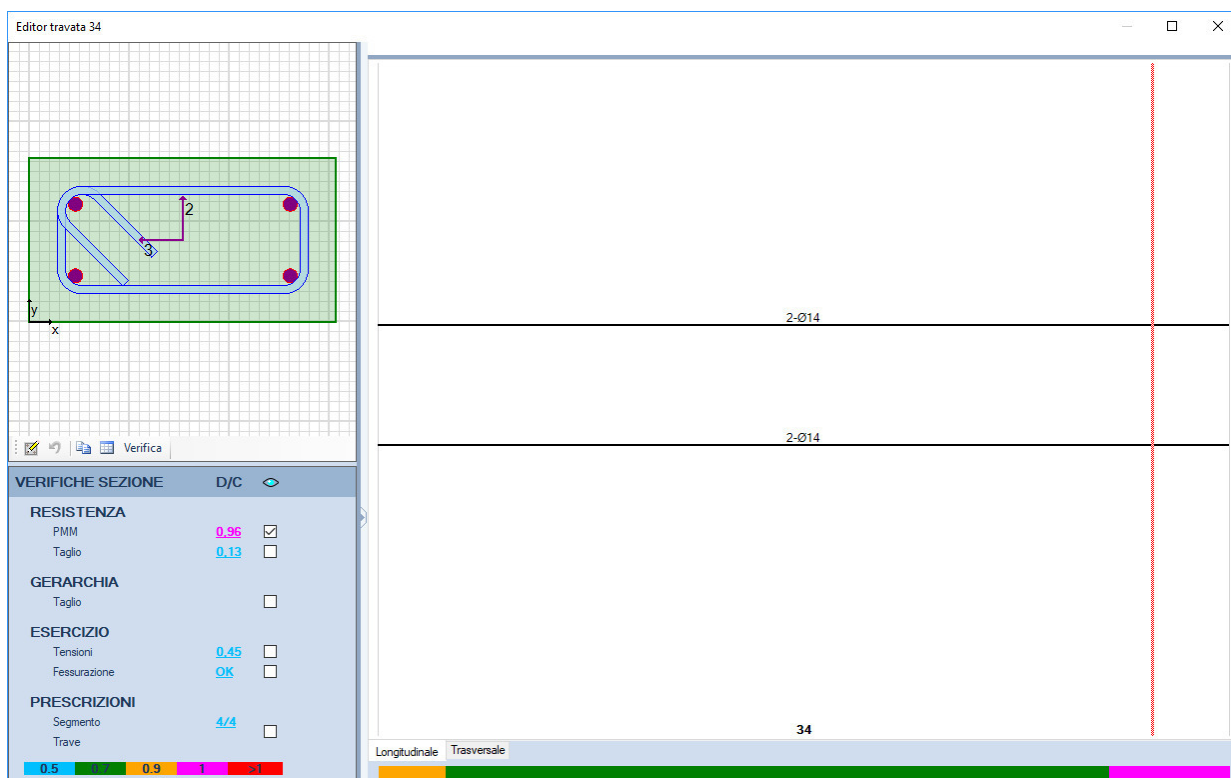 Editor travata 34
2
3
y
x
Verifica
VERIFICHE SEZIONE D/C
RESISTENZA
PMM 0,96
Taglio 0,13
GERARCHIA
Taglio
ESERCIZIO
Tensioni 0,45
Fessurazione OK
PRESCRIZIONI
Segmento 4/4
Trave
0.5 0.7 0.9 1 >1
2-Ø14
2-Ø14
34
Longitudinale Trasversale